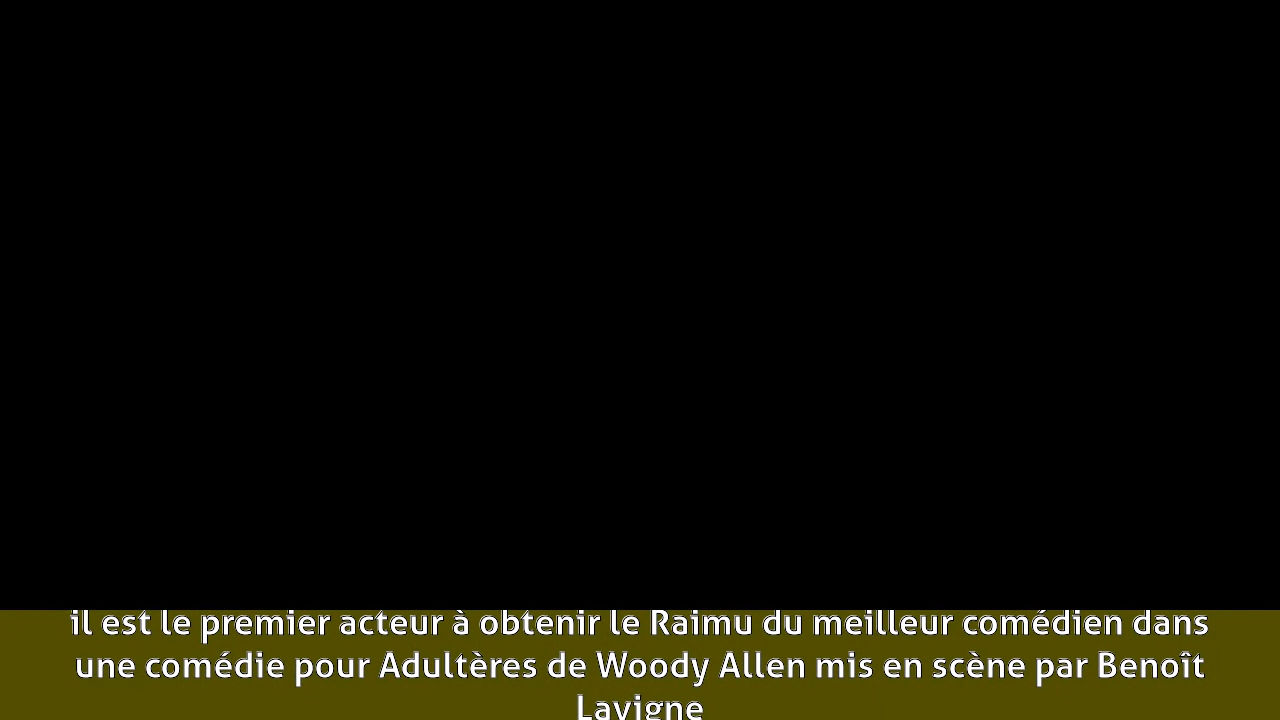 il est le premier acteur à obtenir le Raimu du meilleur comédien dans
une comédie pour Adultères de Woody Allen mis en scène par Benoît
Lavigne